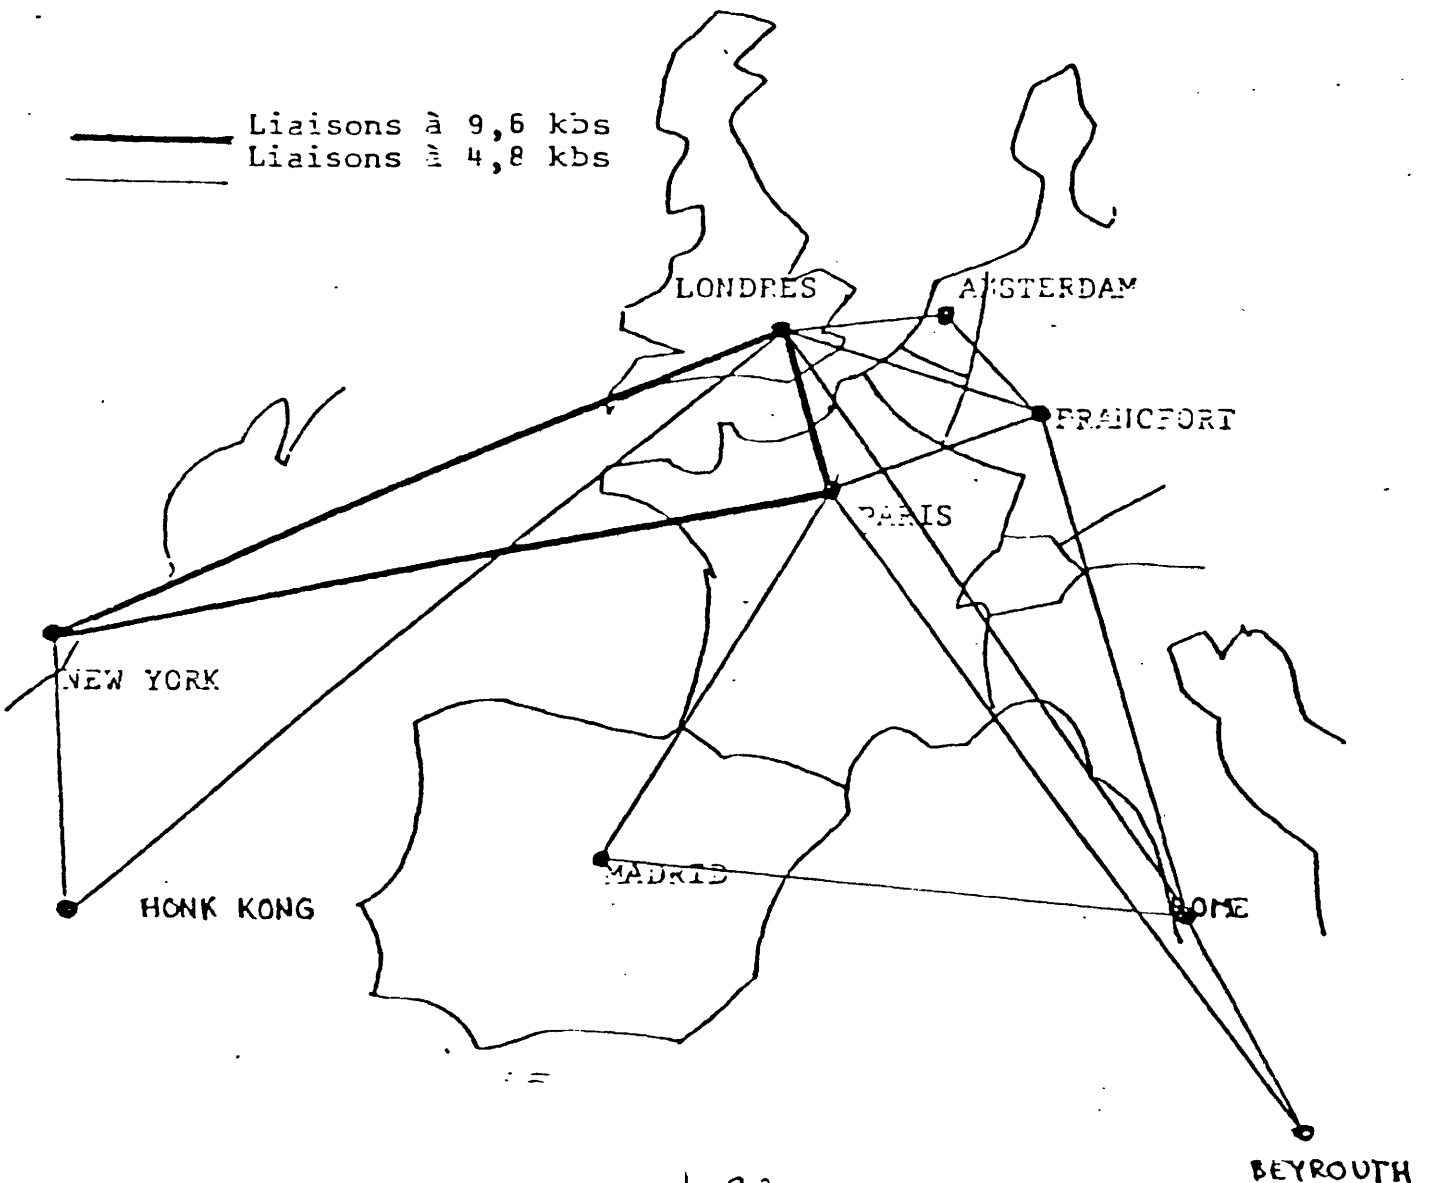 Liaisons à 9,6 kbs
Liaisons à 4,8 kbs
LONDRES
AMSTERDAM
FRANCFORT
PARIS
NEW YORK
MADRID
HONK KONG
ROME
BEYROUTH